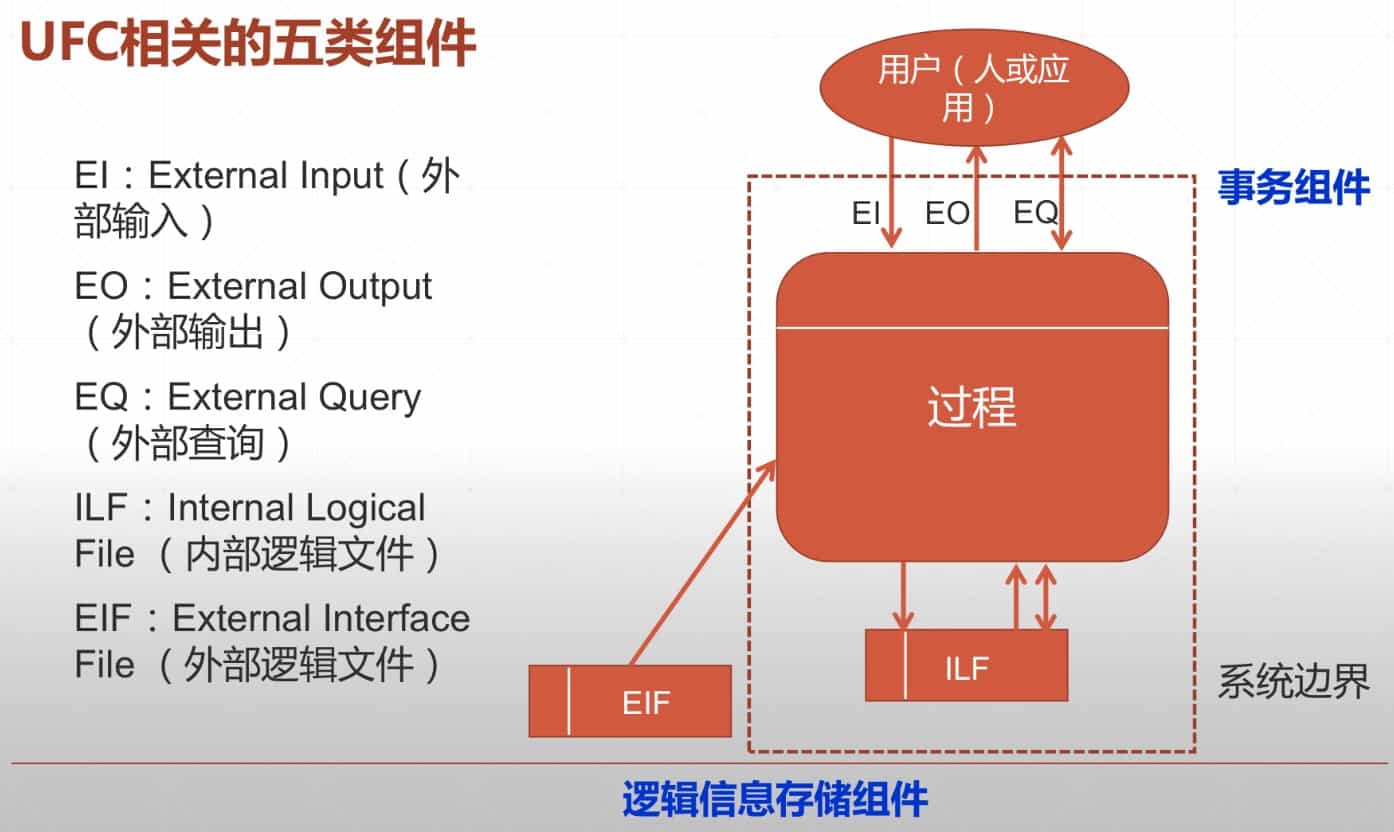 UFC相关的五类组件
EI：External Input（外
部输入）
EO：External Output
（外部输出）
EQ：External Query
（外部查询）
ILF：Internal Logical
File （内部逻辑文件）
EIF：External Interface
File （外部逻辑文件）
用户（人或应
用）
事务组件
EI
EO
EQ
过程
ILF
EIF
系统边界
逻辑信息存储组件